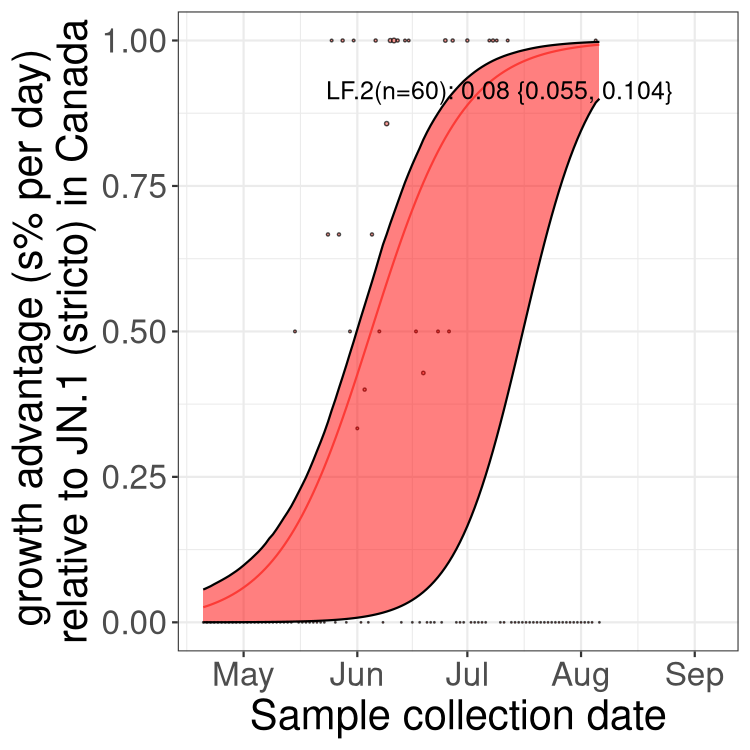 growth advantage (s% per day)
relative to JN.1 (stricto) in Canada
1.00
0.75
0.50
0.25
0.00
LF.2(n=60): 0.08 {0.055, 0.104}
May Jun Jul Aug Sep
Sample collection date